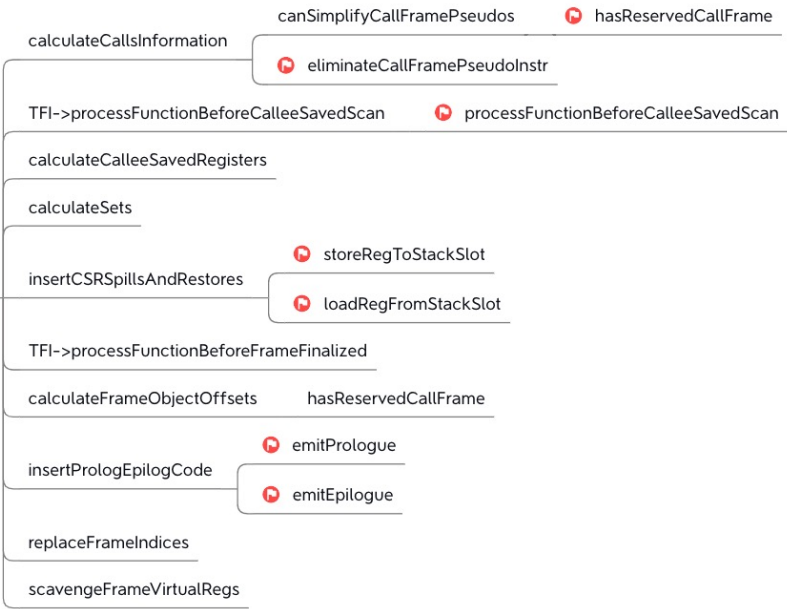 canSimplifyCallFramePseudos hasReservedCallFrame
calculateCallsInformation
eliminateCallFramePseudoInstr
TFI->processFunctionBeforeCalleeSavedScan processFunctionBeforeCalleeSavedScan
calculateCalleeSavedRegisters
calculateSets
storeRegToStackSlot
insertCSRSpillsAndRestores
loadRegFromStackSlot
TFI->processFunctionBeforeFrameFinalized
calculateFrameObjectOffsets hasReservedCallFrame
emitPrologue
insertPrologEpilogCode
emitEpilogue
replaceFrameIndices
scavengeFrameVirtualRegs